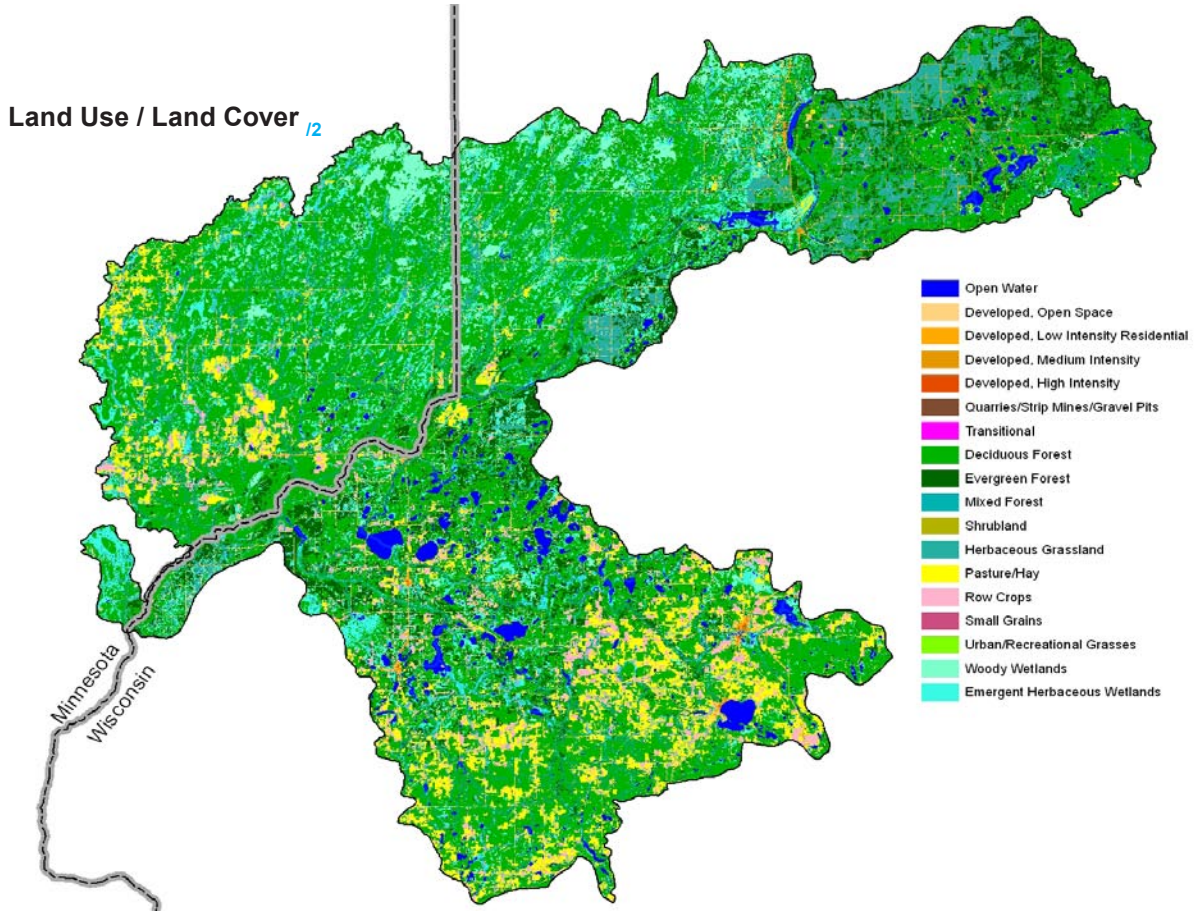 Land Use / Land Cover /2
Open Water
Developed, Open Space
Developed, Low Intensity Residential
Developed, Medium Intensity
Developed, High Intensity
Quarries/Strip Mines/Gravel Pits
Transitional
Deciduous Forest
Evergreen Forest
Mixed Forest
Shrubland
Herbaceous Grassland
Pasture/Hay
Row Crops
Small Grains
Urban/Recreational Grasses
Woody Wetlands
Emergent Herbaceous Wetlands
Minnesota
Wisconsin